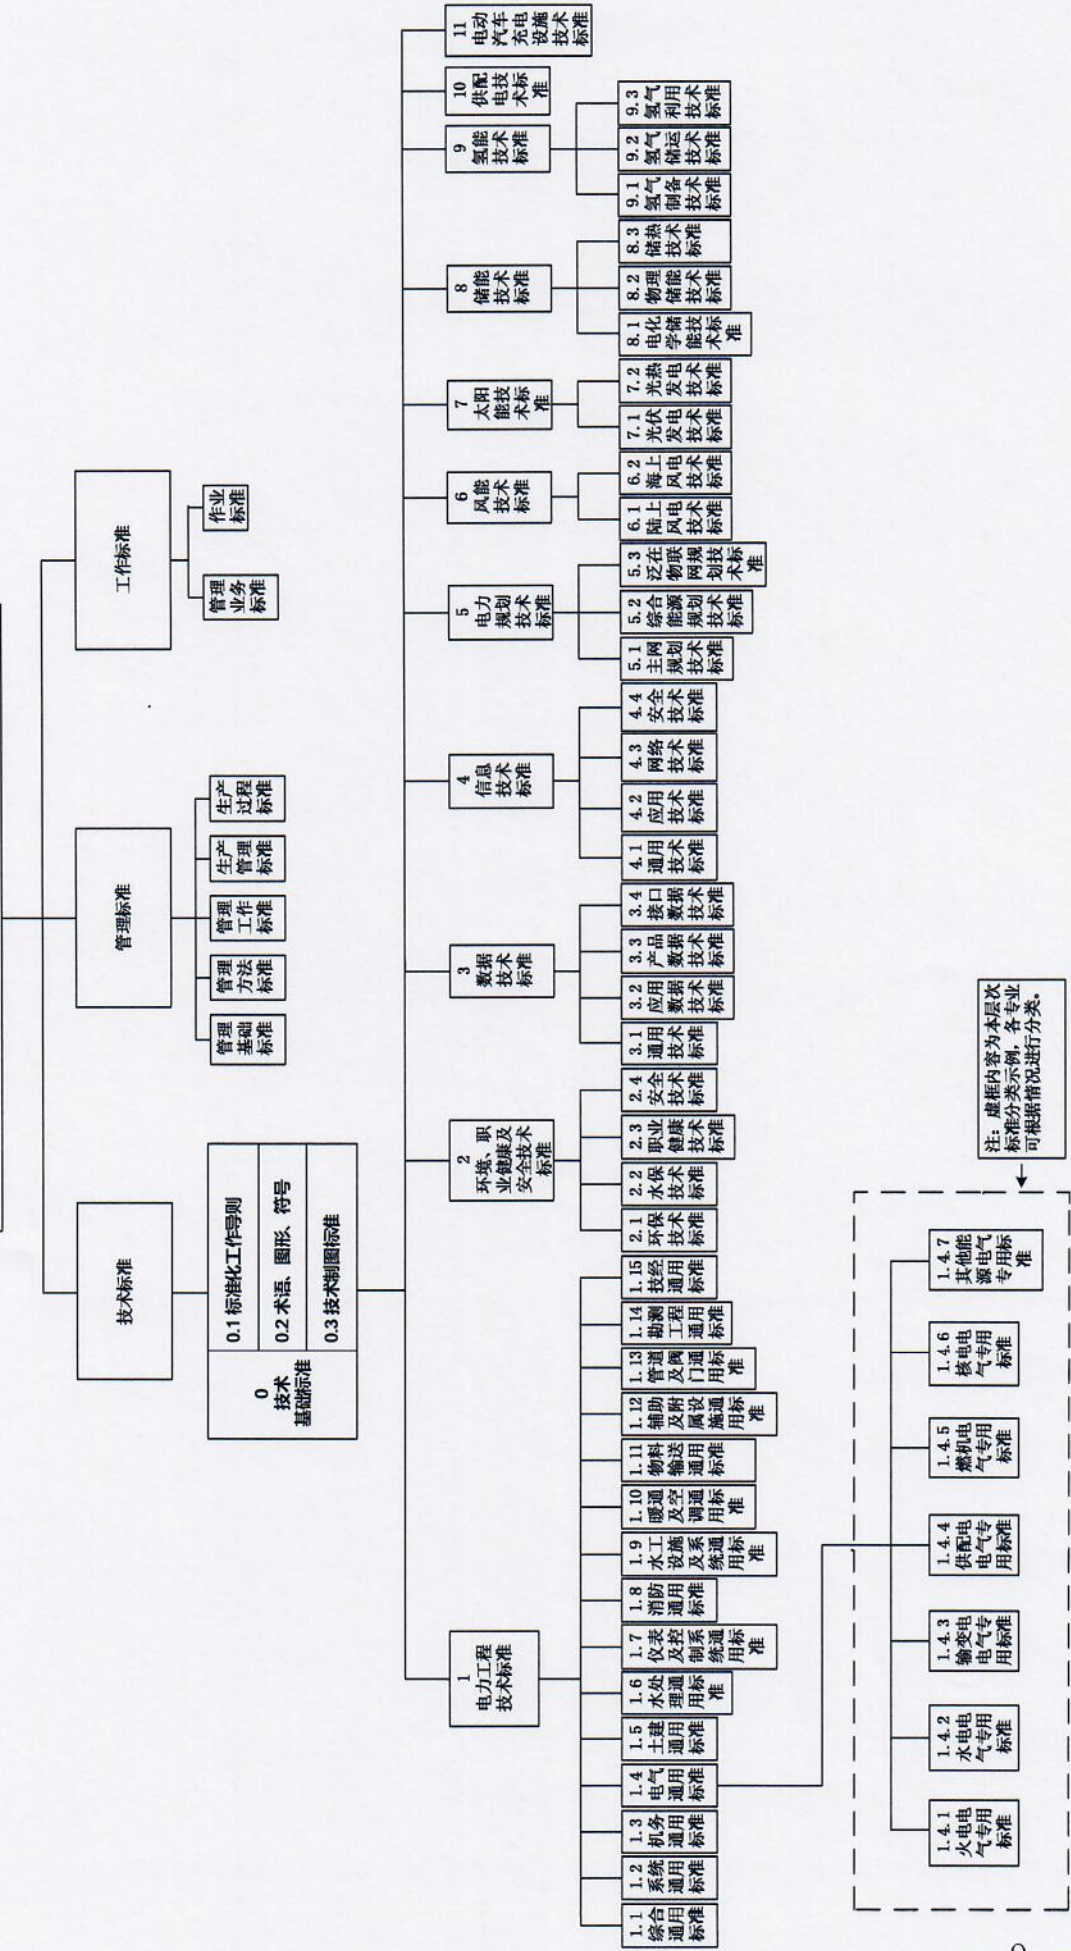 技术标准
管理标准
工作标准
0
技术
基础标准
0.1 标准化工作导则
0.2 术语、图形、符号
0.3 技术制图标准
管理
基础
标准
管理
方法
标准
管理
工作
标准
生产
管理
标准
生产
过程
标准
管理
业务
标准
作业
标准
1
电力工程
技术标准
2
环境、职
业健康及
安全技术
标准
3
数据
技术
标准
4
信息
技术
标准
5
电力
规划
技术
标准
6
风能
技术
标准
7
太阳
能技
术标
准
8
储能
技术
标准
9
氢能
技术
标准
10
供配
电技
术标
准
11
电动
汽车
充电
设施
技术
标准
1.1
综合
通用
标准
1.2
系统
通用
标准
1.3
机务
通用
标准
1.4
电气
通用
标准
1.5
土建
通用
标准
1.6
水处
理通
用标
准
1.7
仪表
及控
制系
统通
用标
准
1.8
消防
通用
标准
1.9
水工
设施
及系
统通
用标
准
1.10
暖通
及空
调通
用标
准
1.11
物料
输送
通用
标准
1.12
辅助
及附
属设
施通
用标
准
1.13
管道
及阀
门通
用标
准
1.14
勘测
工程
通用
标准
1.15
技经
通用
标准
2.1
环保
技术
标准
2.2
水保
技术
标准
2.3
职业
健康
技术
标准
2.4
安全
技术
标准
3.1
通用
技术
标准
3.2
应用
数据
技术
标准
3.3
产品
数据
技术
标准
3.4
接口
数据
技术
标准
4.1
通用
技术
标准
4.2
应用
技术
标准
4.3
网络
技术
标准
4.4
安全
技术
标准
5.1
主网
规划
技术
标准
5.2
综合
能源
规划
技术
标准
5.3
泛在
物联
网规
划技
术标
准
6.1
陆上
风电
技术
标准
6.2
海上
风电
技术
标准
7.1
光伏
发电
技术
标准
7.2
光热
发电
技术
标准
8.1
电化
学储
能技
术标
准
8.2
物理
储能
技术
标准
8.3
储热
技术
标准
9.1
氢气
制备
技术
标准
9.2
氢气
储运
技术
标准
9.3
氢气
利用
技术
标准
1.4.1
火电电
气专用
标准
1.4.2
水电电
气专用
标准
1.4.3
输变电
电气专
用标准
1.4.4
供配电
电气专
用标准
1.4.5
燃机电
气专用
标准
1.4.6
核电电
气专用
标准
1.4.7
其他能
源电气
专用标
准
注：虚框内容为本层次
标准分类示例，各专业
可根据情况进行分类。